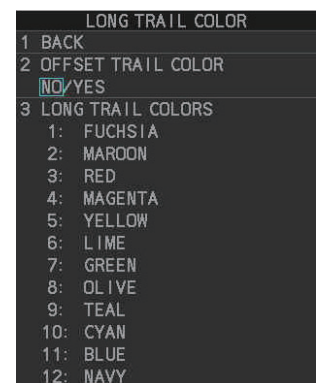 LONG TRAIL COLOR
1 BACK
2 OFFSET TRAIL COLOR
NO/YES
3 LONG TRAIL COLORS
1: FUCHSIA
2: MAROON
3: RED
4: MAGENTA
5: YELLOW
6: LIME
7: GREEN
8: OLIVE
9: TEAL
10: CYAN
11: BLUE
12: NAVY